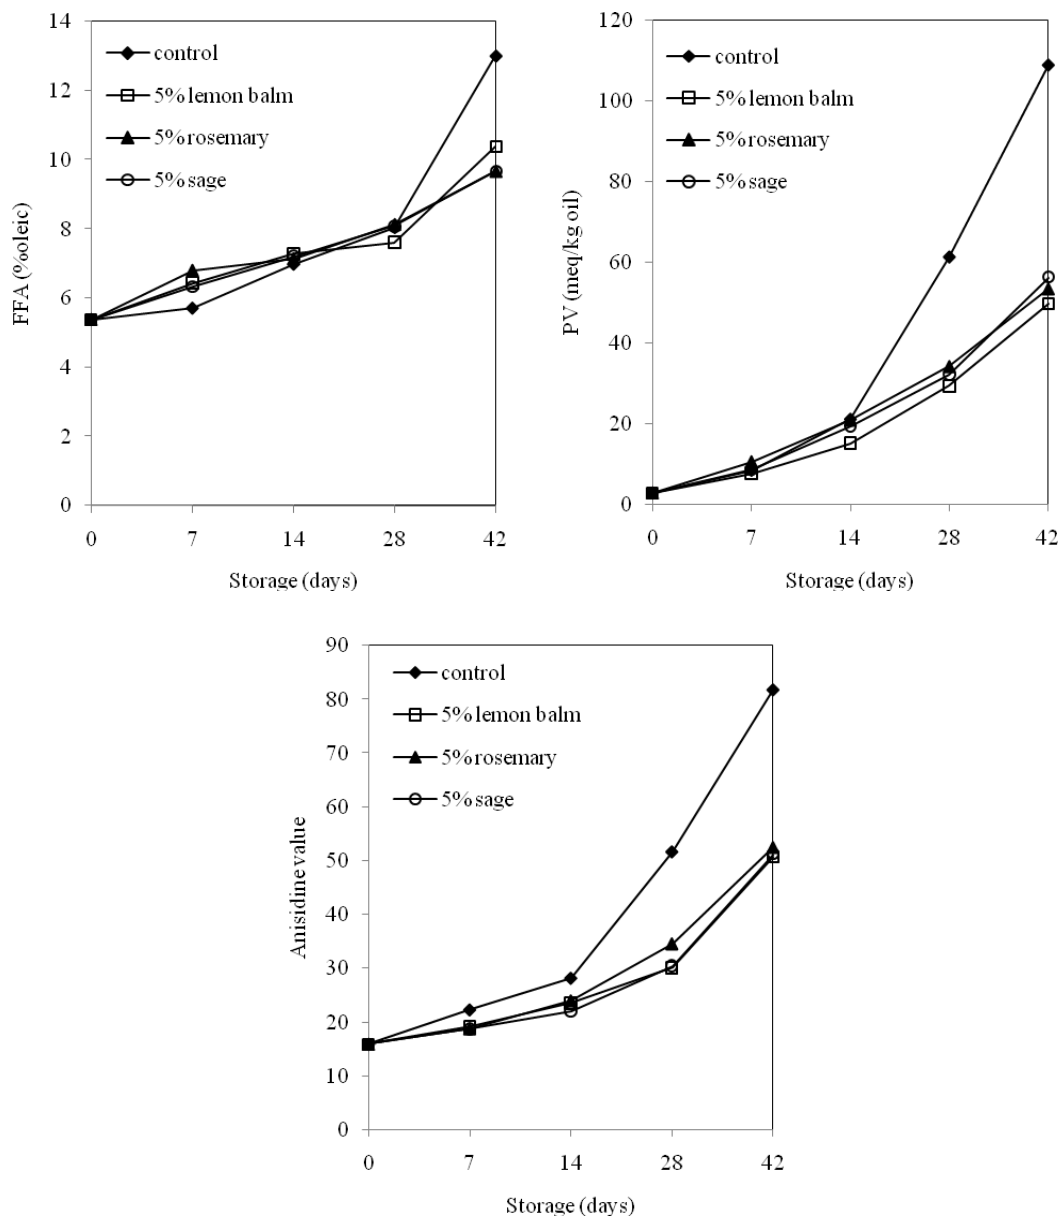 14
12
10
8
6
4
2
0
FFA (%oleic)
control
5% lemon balm
5% rosemary
5% sage
0 7 14 28 42
Storage (days)
120
100
80
60
40
20
0
PV (meq/kg oil)
control
5% lemon balm
5% rosemary
5% sage
0 7 14 28 42
Storage (days)
90
80
70
60
50
40
30
20
10
0
Anisidine value
control
5% lemon balm
5% rosemary
5% sage
0 7 14 28 42
Storage (days)